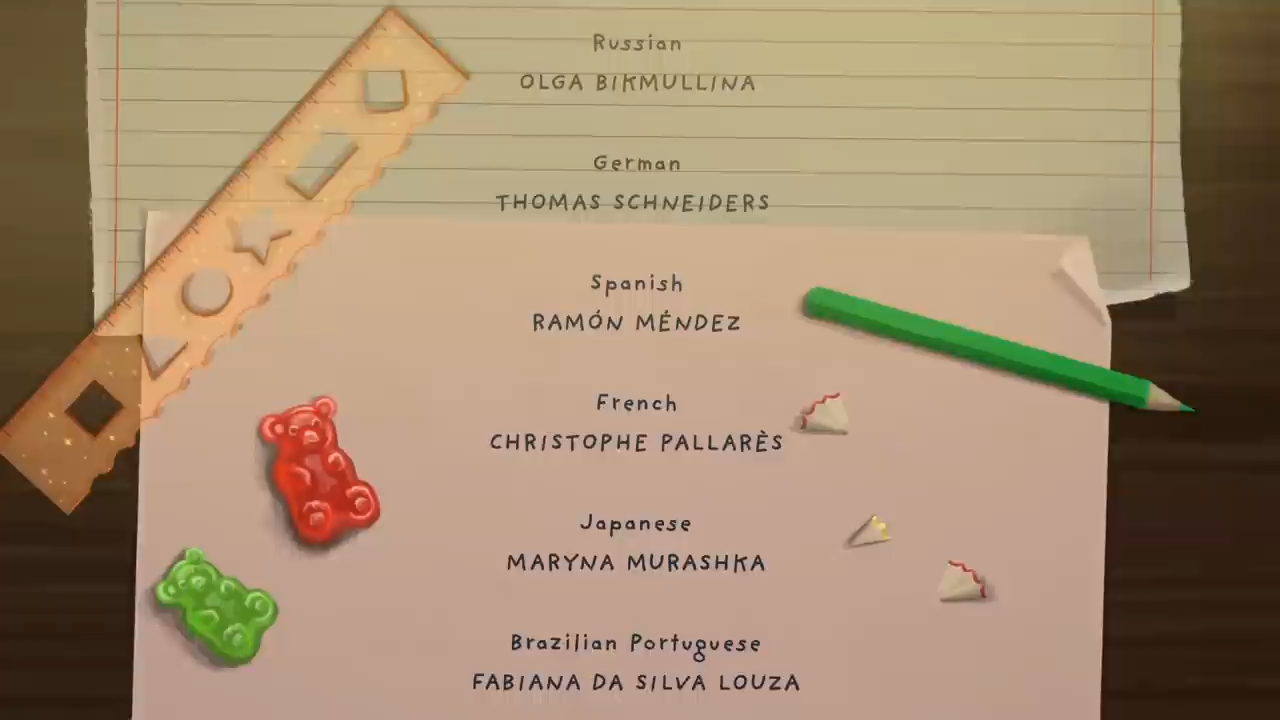 Russian
OLGA BIKMULLINA
German
THOMAS SCHNEIDERS
Spanish
RAMÓN MÉNDEZ
French
CHRISTOPHE PALLARÈS
Japanese
MARYNA MURASHKA
Brazilian Portuguese
FABIANA DA SILVA LOUZA